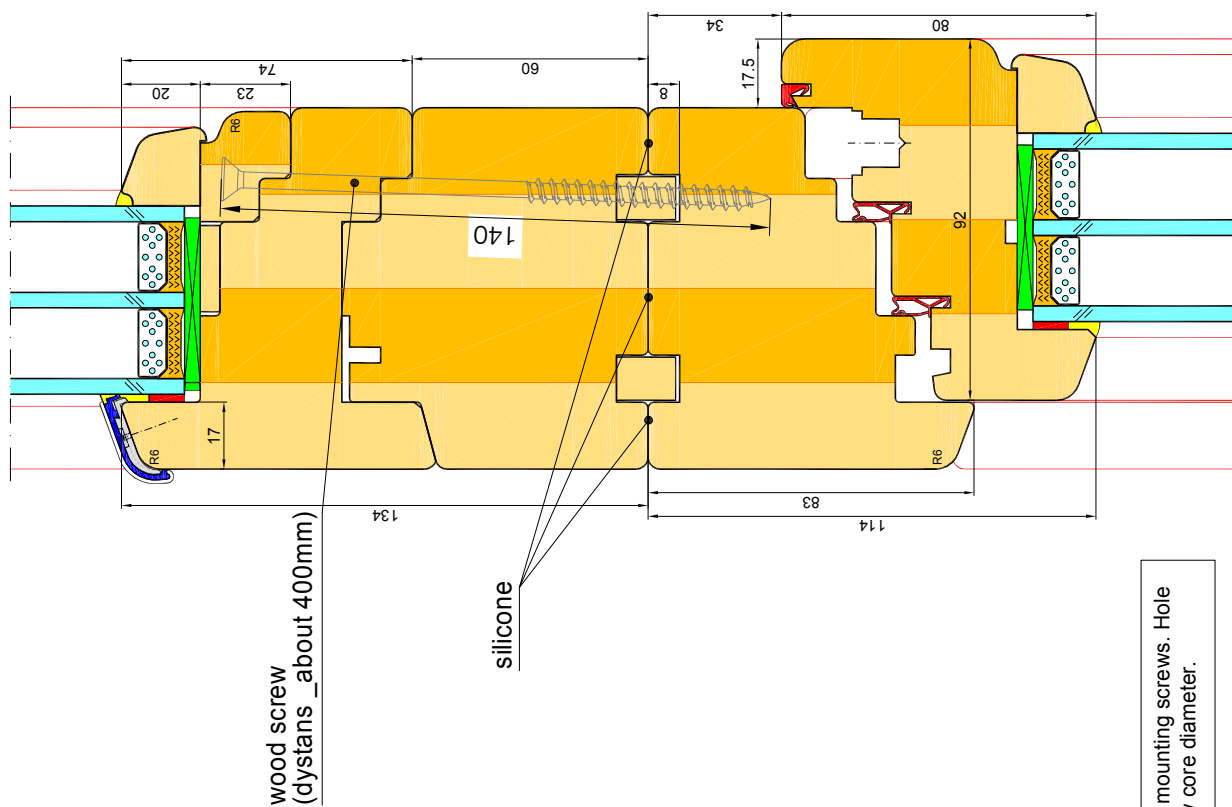 34
80
74
60
17.5
20
23
8
R6
140
92
17
R6
R6
83
134
114
wood screw
(dystans _about 400mm)
silicone
mounting screws. Hole
core diameter.